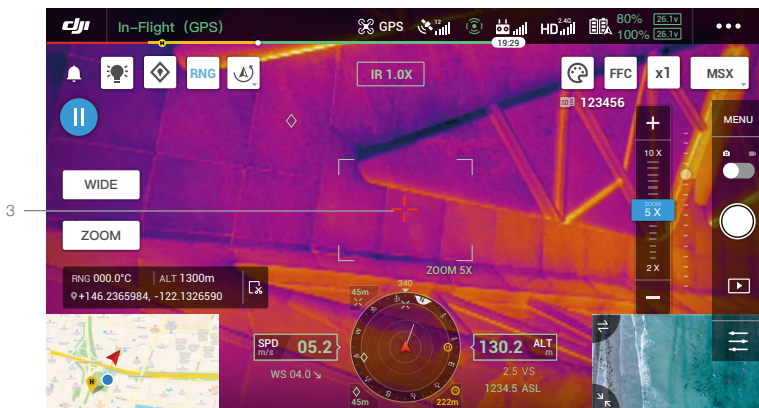 dji In-Flight (GPS) GPS 12 HD 2.4G 80% 26.1v
100% 26.1v
19:29
RNG IR 1.0X FFC x1 MSX
SD 123456
MENU
10 X
ZOOM
5 X
2 X
WIDE
3
ZOOM
ZOOM 5X
RNG 000.0°C ALT 1300m
+146.2365984, -122.1326590
45m 340
N
W
E
S
H
SPD
m/s 05.2
130.2 ALT
m
WS 04.0 ↘
2.5 VS
1234.5 ASL
45m 222m